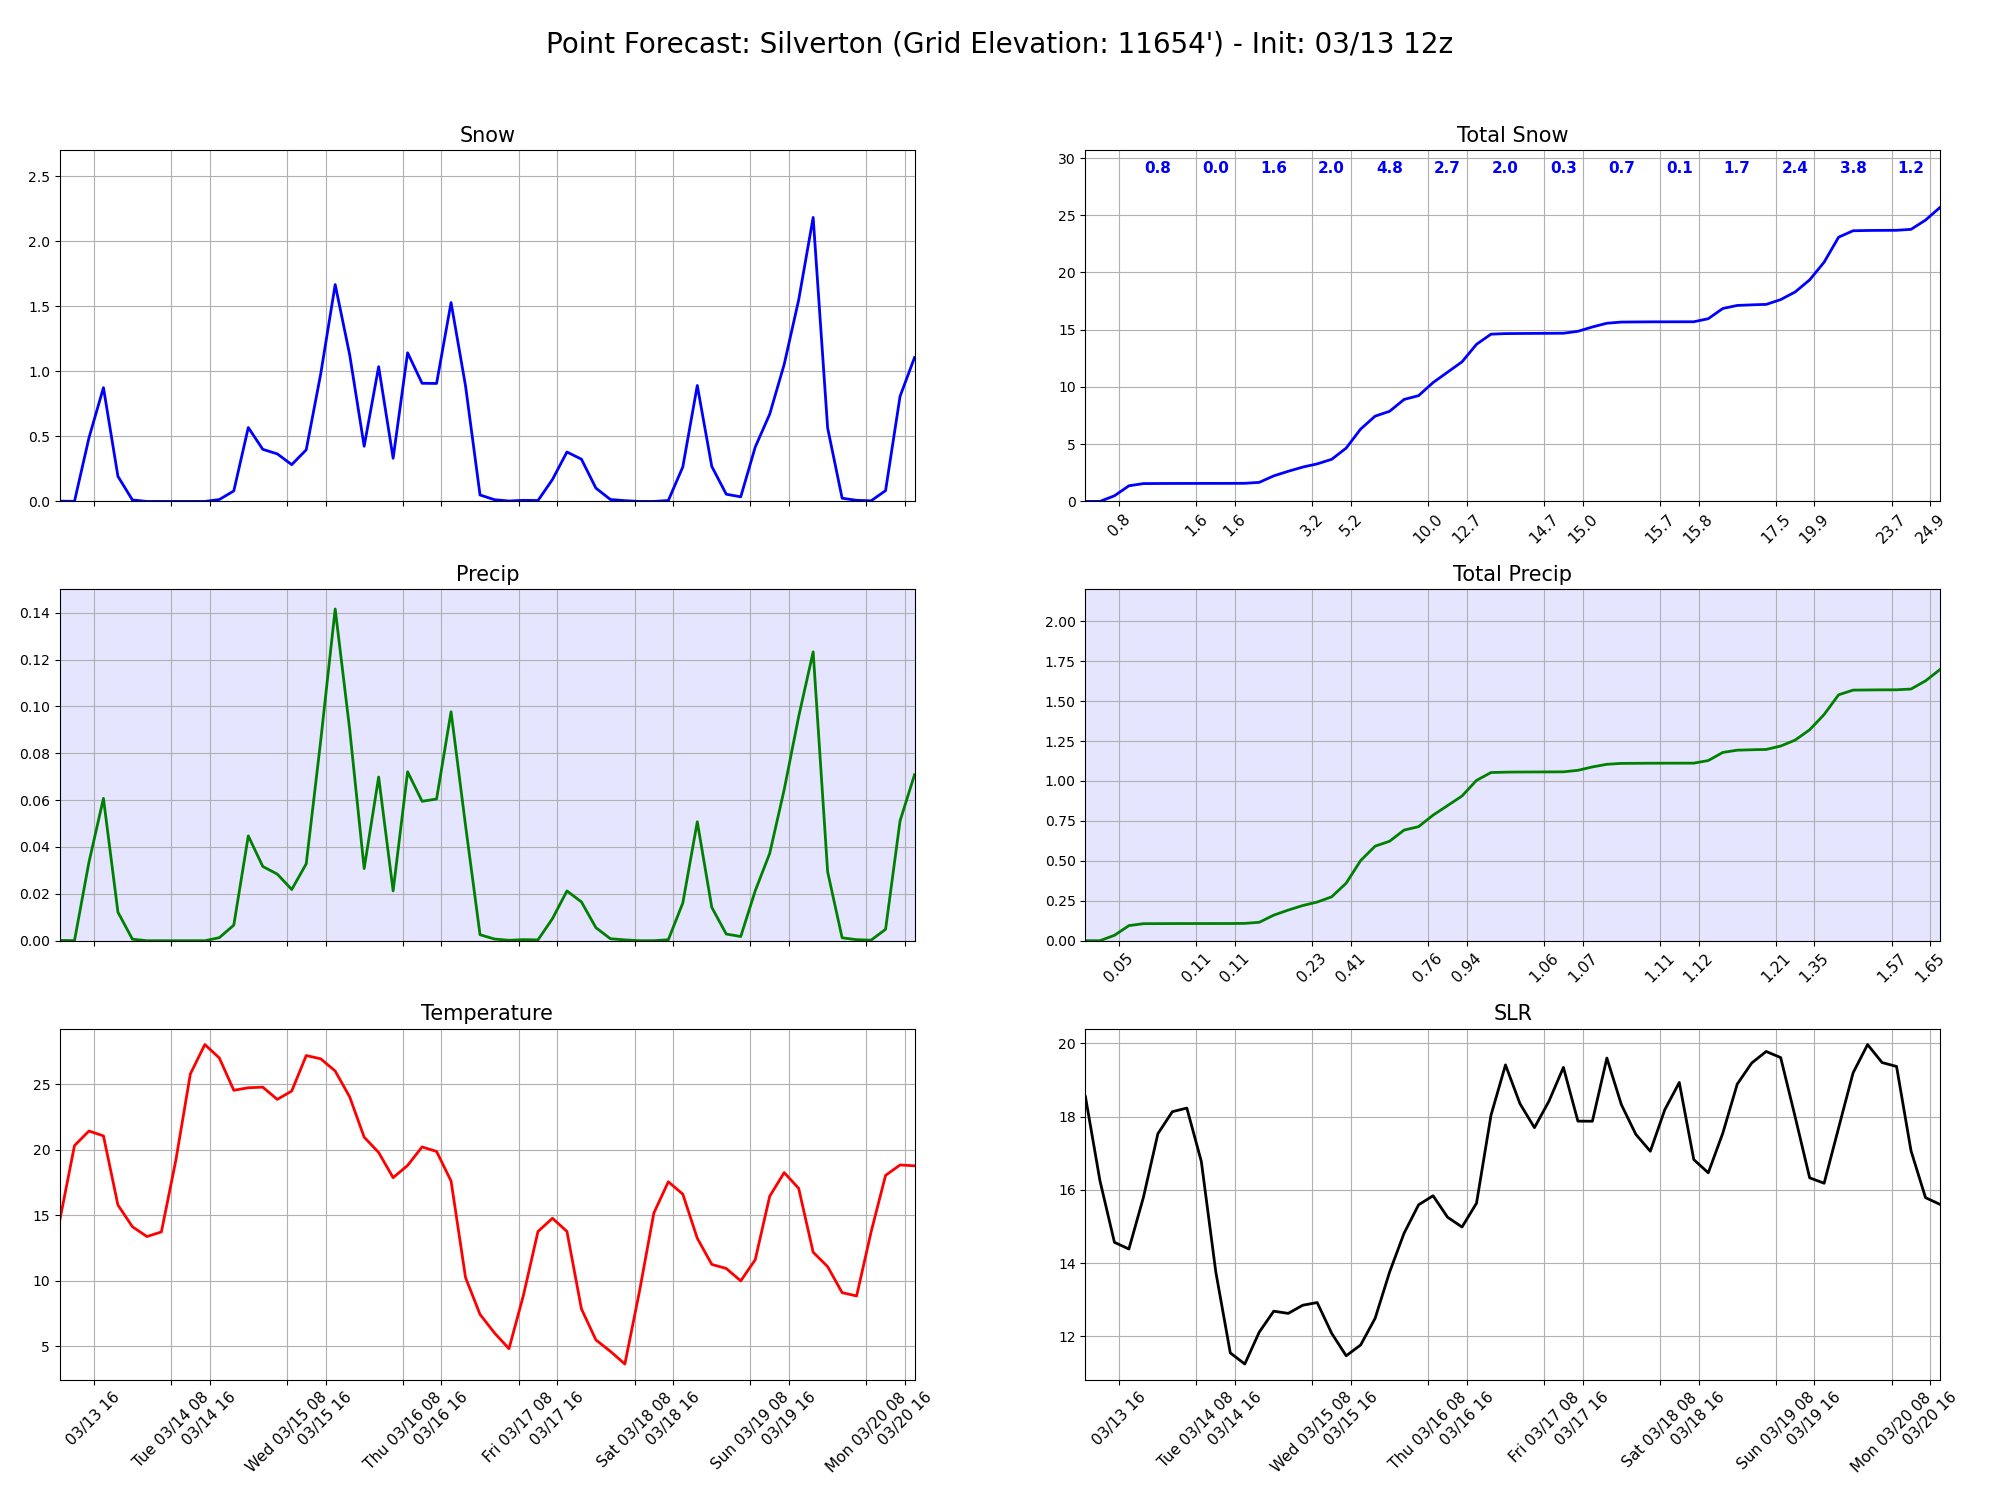 Point Forecast: Silverton (Grid Elevation: 11654') - Init: 03/13 12z
Snow
2.5
2.0
1.5
1.0
0.5
0.0
Total Snow
0.8 0.0 1.6 2.0 4.8 2.7 2.0 0.3 0.7 0.1 1.7 2.4 3.8 1.2
30
25
20
15
10
5
0
0.8 1.6 1.6 3.2 5.2 10.0 12.7 14.7 15.0 15.7 15.8 17.5 19.9 23.7 24.9
Precip
0.14
0.12
0.10
0.08
0.06
0.04
0.02
0.00
Total Precip
2.00
1.75
1.50
1.25
1.00
0.75
0.50
0.25
0.00
0.05 0.11 0.11 0.23 0.41 0.76 0.94 1.06 1.07 1.11 1.12 1.21 1.35 1.57 1.65
Temperature
25
20
15
10
5
03/13 16
Tue 03/14 08
03/14 16
Wed 03/15 08
03/15 16
Thu 03/16 08
03/16 16
Fri 03/17 08
03/17 16
Sat 03/18 08
03/18 16
Sun 03/19 08
03/19 16
Mon 03/20 08
03/20 16
SLR
20
18
16
14
12
03/13 16
Tue 03/14 08
03/14 16
Wed 03/15 08
03/15 16
Thu 03/16 08
03/16 16
Fri 03/17 08
03/17 16
Sat 03/18 08
03/18 16
Sun 03/19 08
03/19 16
Mon 03/20 08
03/20 16